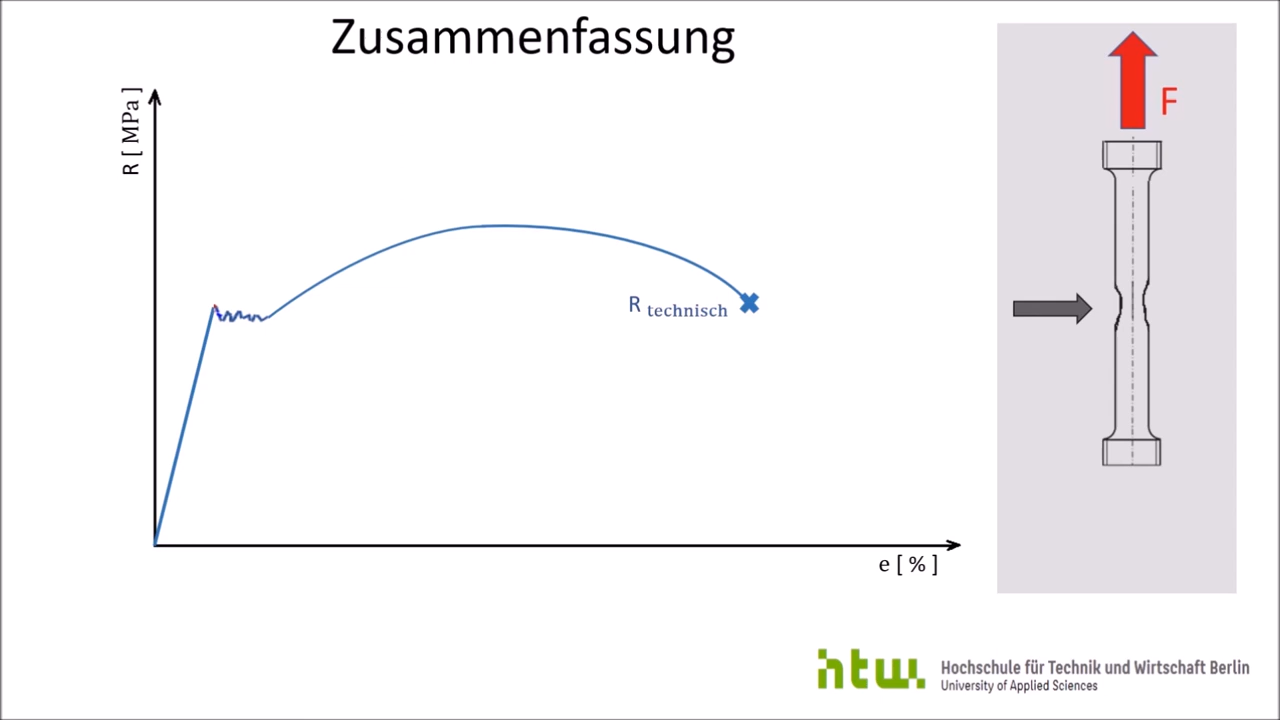 Zusammenfassung
R [ MPa ]
F
R technisch
e [ % ]
htw.
Hochschule für Technik und Wirtschaft Berlin
University of Applied Sciences